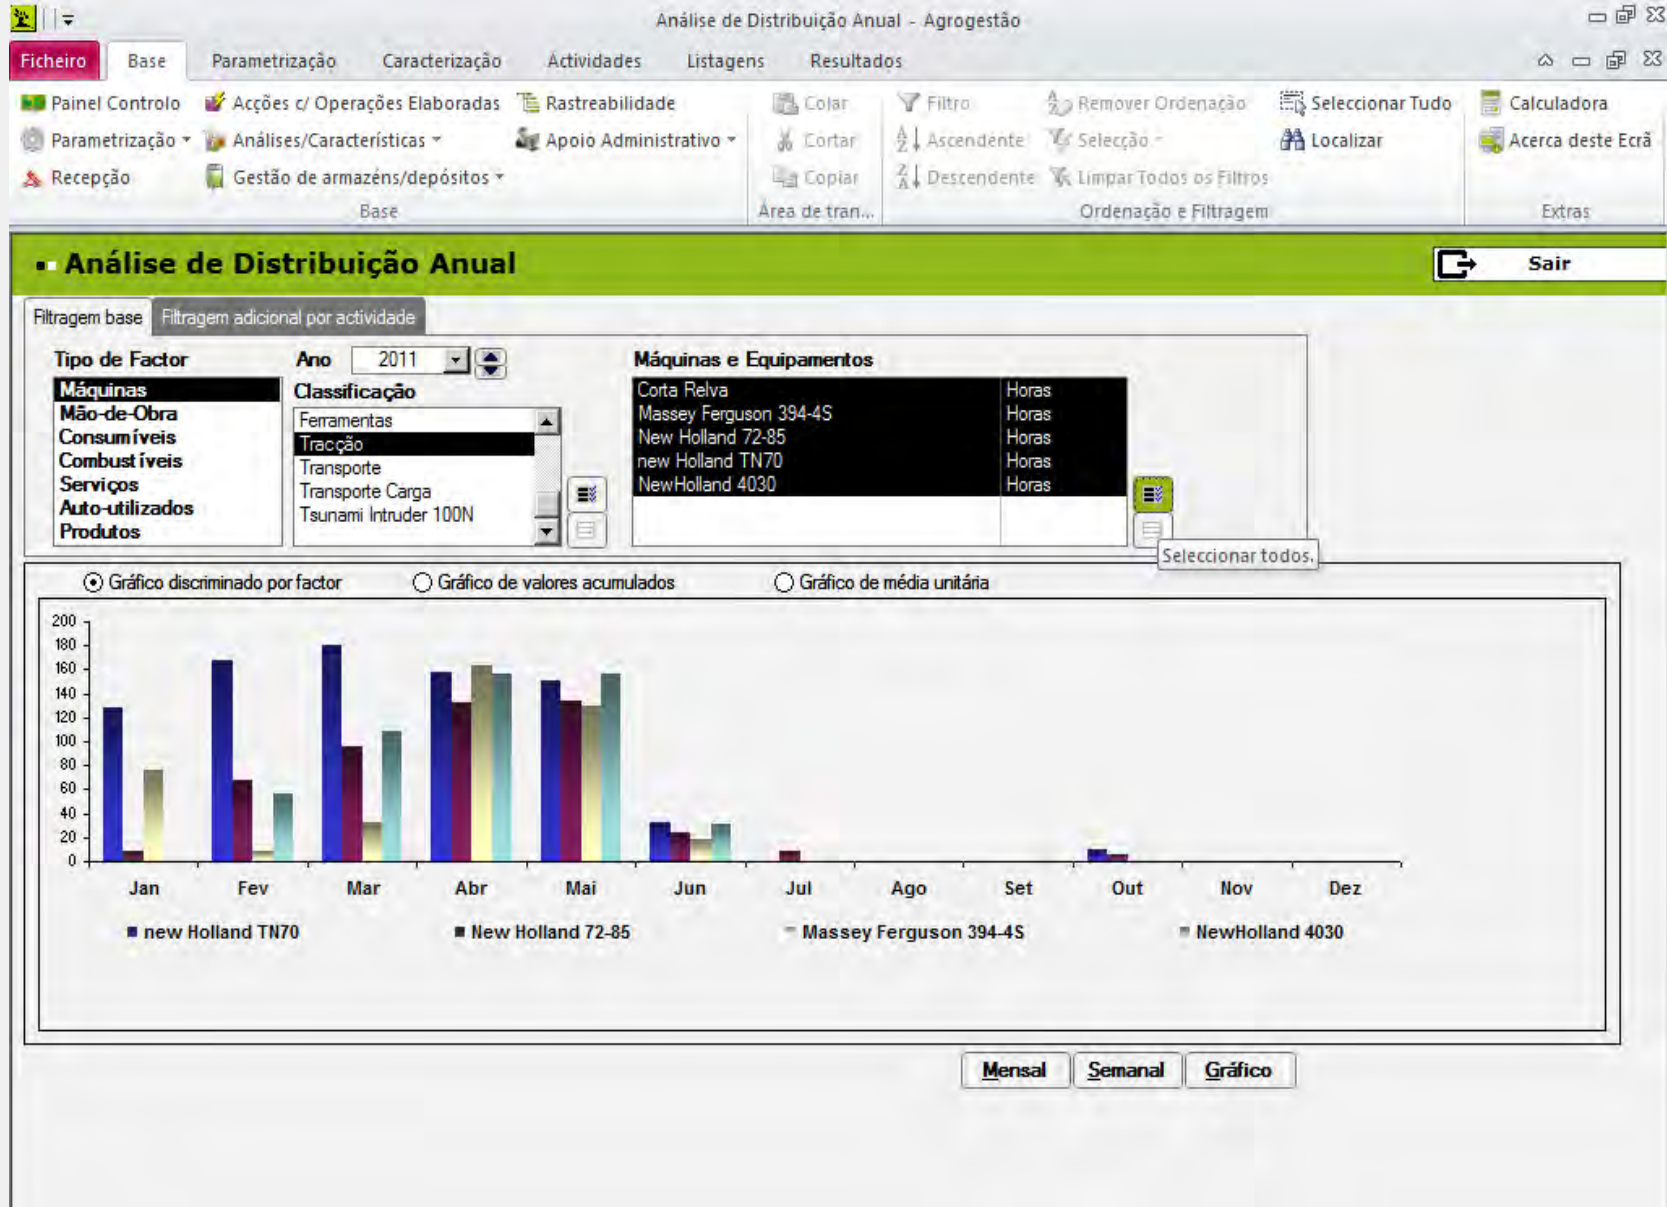 Análise de Distribuição Anual - Agrogestão
Ficheiro Base Parametrização Caracterização Actividades Listagens Resultados
Painel Controlo Acções c/ Operações Elaboradas Rastreabilidade Colar Filtro Remover Ordenação Seleccionar Tudo Calculadora
Parametrização Análises/Características Apoio Administrativo Cortar Ascendente Selecção Localizar Acerca deste Ecrã
Recepção Gestão de armazéns/depósitos Copiar Descendente Limpar Todos os Filtros
Base Área de tran... Ordenação e Filtragem Extras
Análise de Distribuição Anual Sair
Filtragem base Filtragem adicional por actividade
Tipo de Factor Ano 2011 Máquinas e Equipamentos
Máquinas Classificação Corta Relva Horas
Mão-de-Obra Ferramentas Massey Ferguson 394-4S Horas
Consumíveis Tracção New Holland 72-85 Horas
Combustíveis Transporte new Holland TN70 Horas
Serviços Transporte Carga NewHolland 4030 Horas
Auto-utilizados Tsunami Intruder 100N
Produtos
Seleccionar todos.
Gráfico discriminado por factor Gráfico de valores acumulados Gráfico de média unitária
200
180
160
140
120
100
80
60
40
20
0
Jan Fev Mar Abr Mai Jun Jul Ago Set Out Nov Dez
new Holland TN70 New Holland 72-85 Massey Ferguson 394-4S NewHolland 4030
Mensal Semanal Gráfico